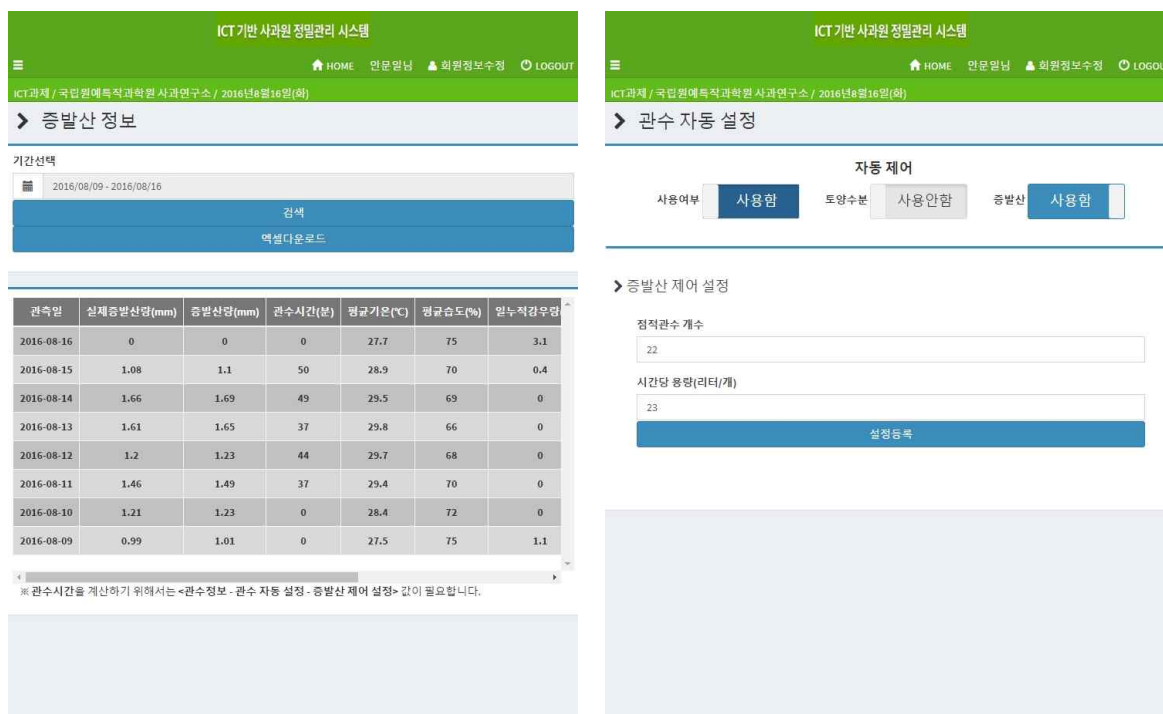 ICT 기반 사과원 정밀관리 시스템
HOME 안문일님 회원정보수정 LOGOUT
ICT과제 / 국립원예특작과학원 사과연구소 / 2016년8월16일(화)
증발산 정보
기간선택
2016/08/09 - 2016/08/16
검색
엑셀다운로드
관측일 실제증발산량(mm) 증발산량(mm) 관수시간(분) 평균기온(℃) 평균습도(%) 일누적강우량(
2016-08-16 0 0 0 27.7 75 3.1
2016-08-15 1.08 1.1 50 28.9 70 0.4
2016-08-14 1.66 1.69 49 29.5 69 0
2016-08-13 1.61 1.65 37 29.8 66 0
2016-08-12 1.2 1.23 44 29.7 68 0
2016-08-11 1.46 1.49 37 29.4 70 0
2016-08-10 1.21 1.23 0 28.4 72 0
2016-08-09 0.99 1.01 0 27.5 75 1.1
※ 관수시간을 계산하기 위해서는 <관수정보 - 관수 자동 설정 - 증발산 제어 설정> 값이 필요합니다.
ICT 기반 사과원 정밀관리 시스템
HOME 안문일님 회원정보수정 LOGOU
ICT과제 / 국립원예특작과학원 사과연구소 / 2016년8월16일(화)
관수 자동 설정
자동 제어
사용여부 사용함 토양수분 사용안함 증발산 사용함
증발산 제어 설정
점적관수 개수
22
시간당 용량(리터/개)
23
설정등록